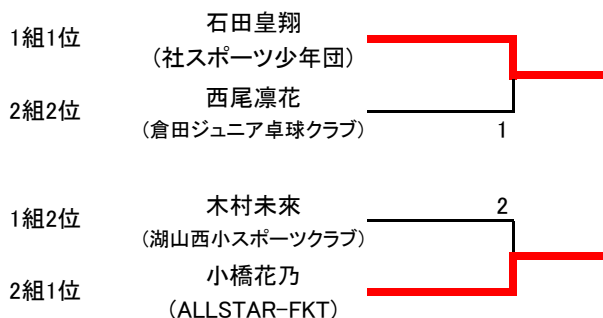 1組1位
石田皇翔
(社スポーツ少年団)
2組2位
西尾凛花
(倉田ジュニア卓球クラブ)
1
1組2位
木村未來
2
(湖山西小スポーツクラブ)
2組1位
小橋花乃
(ALLSTAR-FKT)